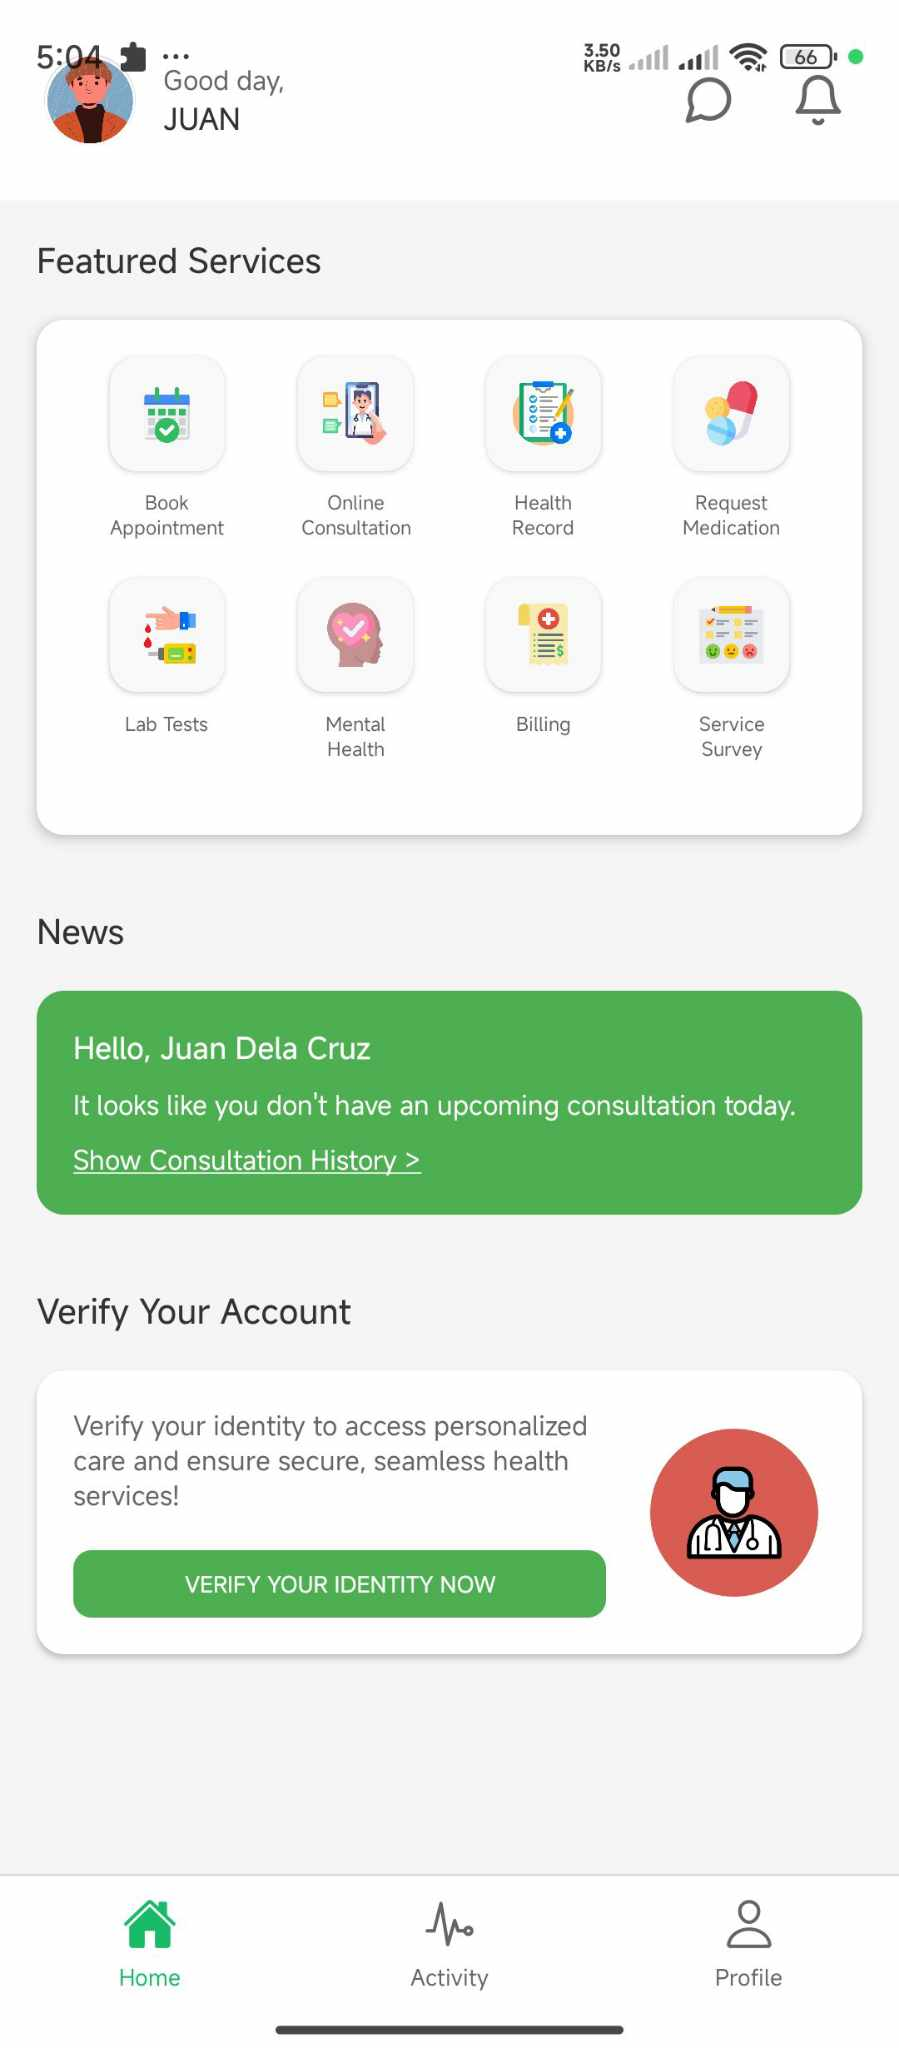 5:04 ...
3.50
KB/s
66
Good day,
JUAN
Featured Services
Book
Appointment
Online
Consultation
Health
Record
Request
Medication
Lab Tests
Mental
Health
Billing
Service
Survey
News
Hello, Juan Dela Cruz
It looks like you don't have an upcoming consultation today.
Show Consultation History >
Verify Your Account
Verify your identity to access personalized
care and ensure secure, seamless health
services!
VERIFY YOUR IDENTITY NOW
Home
Activity
Profile